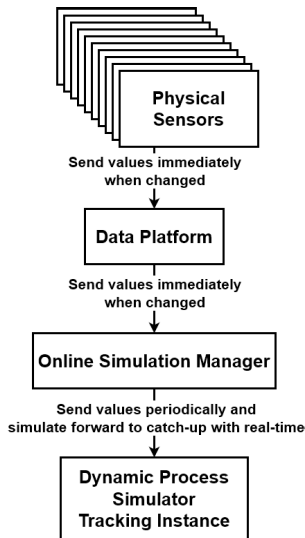 Physical
Sensors
Send values immediately
when changed
Data Platform
Send values immediately
when changed
Online Simulation Manager
Send values periodically and
simulate forward to catch-up with real-time
Dynamic Process
Simulator
Tracking Instance